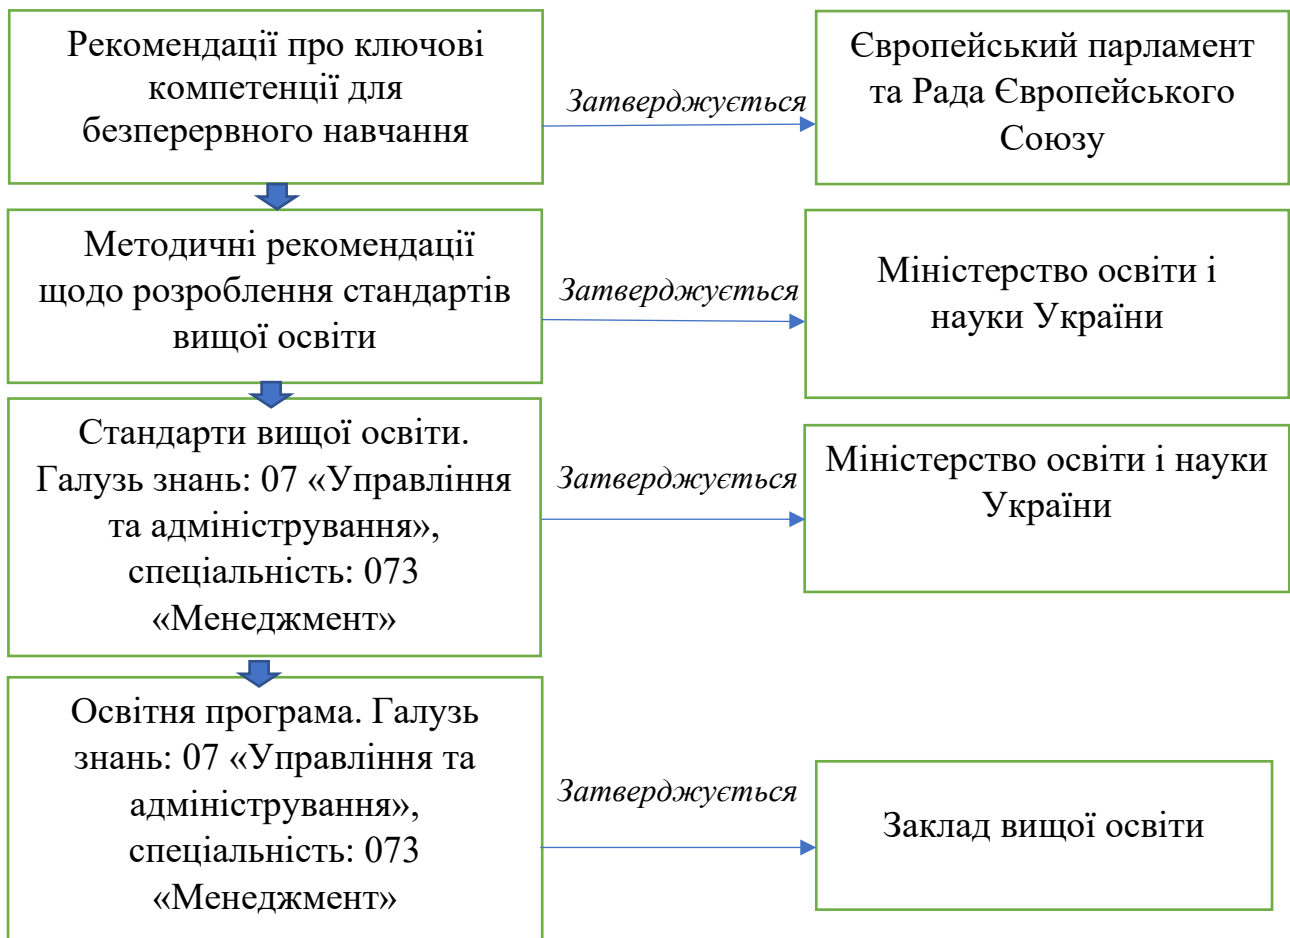 Рекомендації про ключові
компетенції для
безперервного навчання
Затверджується
Європейський парламент
та Рада Європейського
Союзу
Методичні рекомендації
щодо розроблення стандартів
вищої освіти
Затверджується
Міністерство освіти і
науки України
Стандарти вищої освіти.
Галузь знань: 07 «Управління
та адміністрування»,
спеціальність: 073
«Менеджмент»
Затверджується
Міністерство освіти і науки
України
Освітня програма. Галузь
знань: 07 «Управління та
адміністрування»,
спеціальність: 073
«Менеджмент»
Затверджується
Заклад вищої освіти